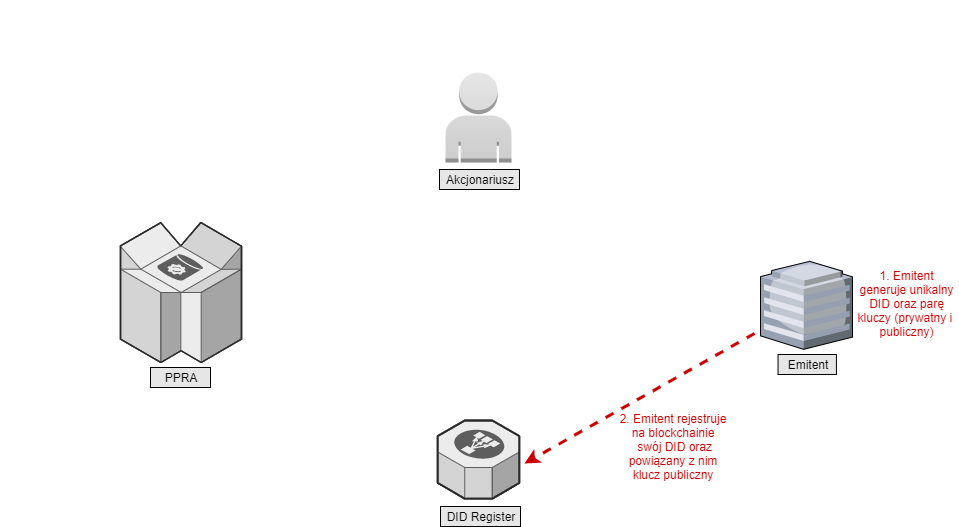 Akcjonariusz
1. Emitent
generuje unikalny
DID oraz parę
kluczy (prywatny i
publiczny)
Emitent
PPRA
2. Emitent rejestruje
na blockchainie
swój DID oraz
powiązany z nim
klucz publiczny
DID Register